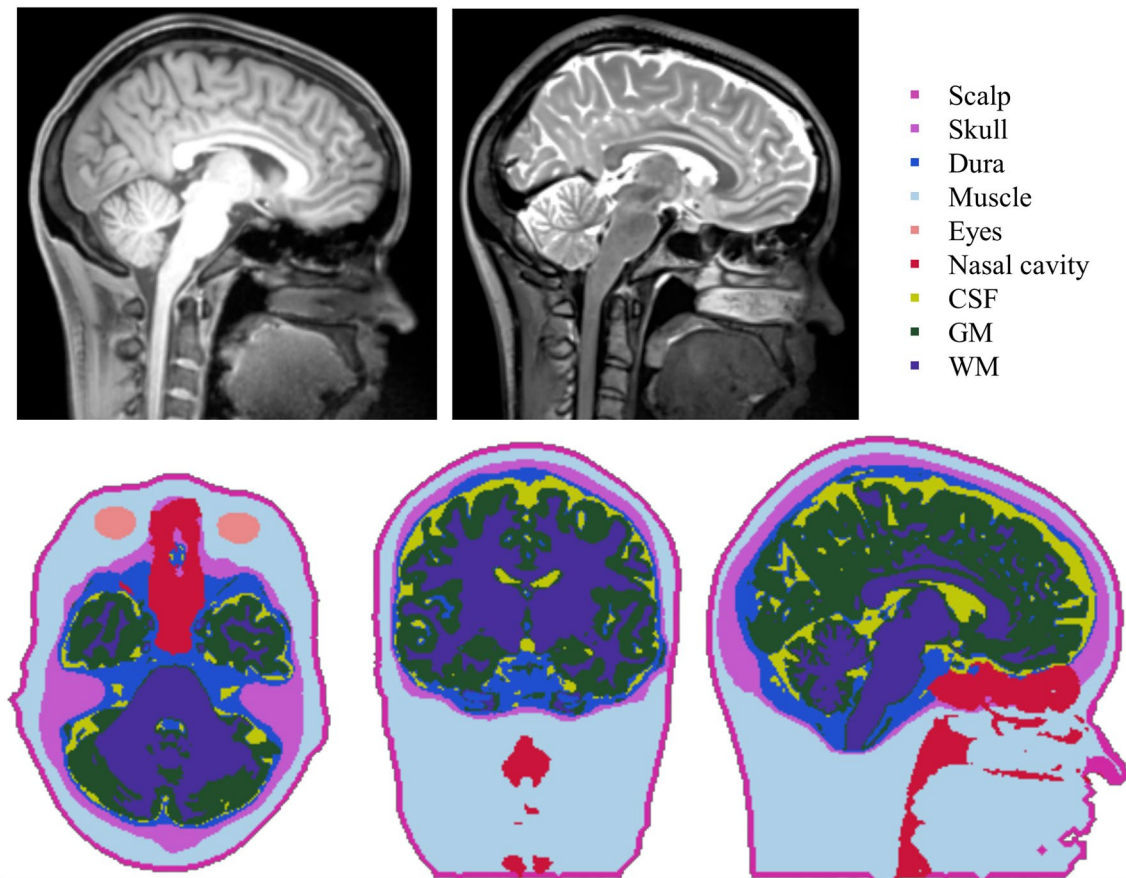 Scalp
Skull
Dura
Muscle
Eyes
Nasal cavity
CSF
GM
WM